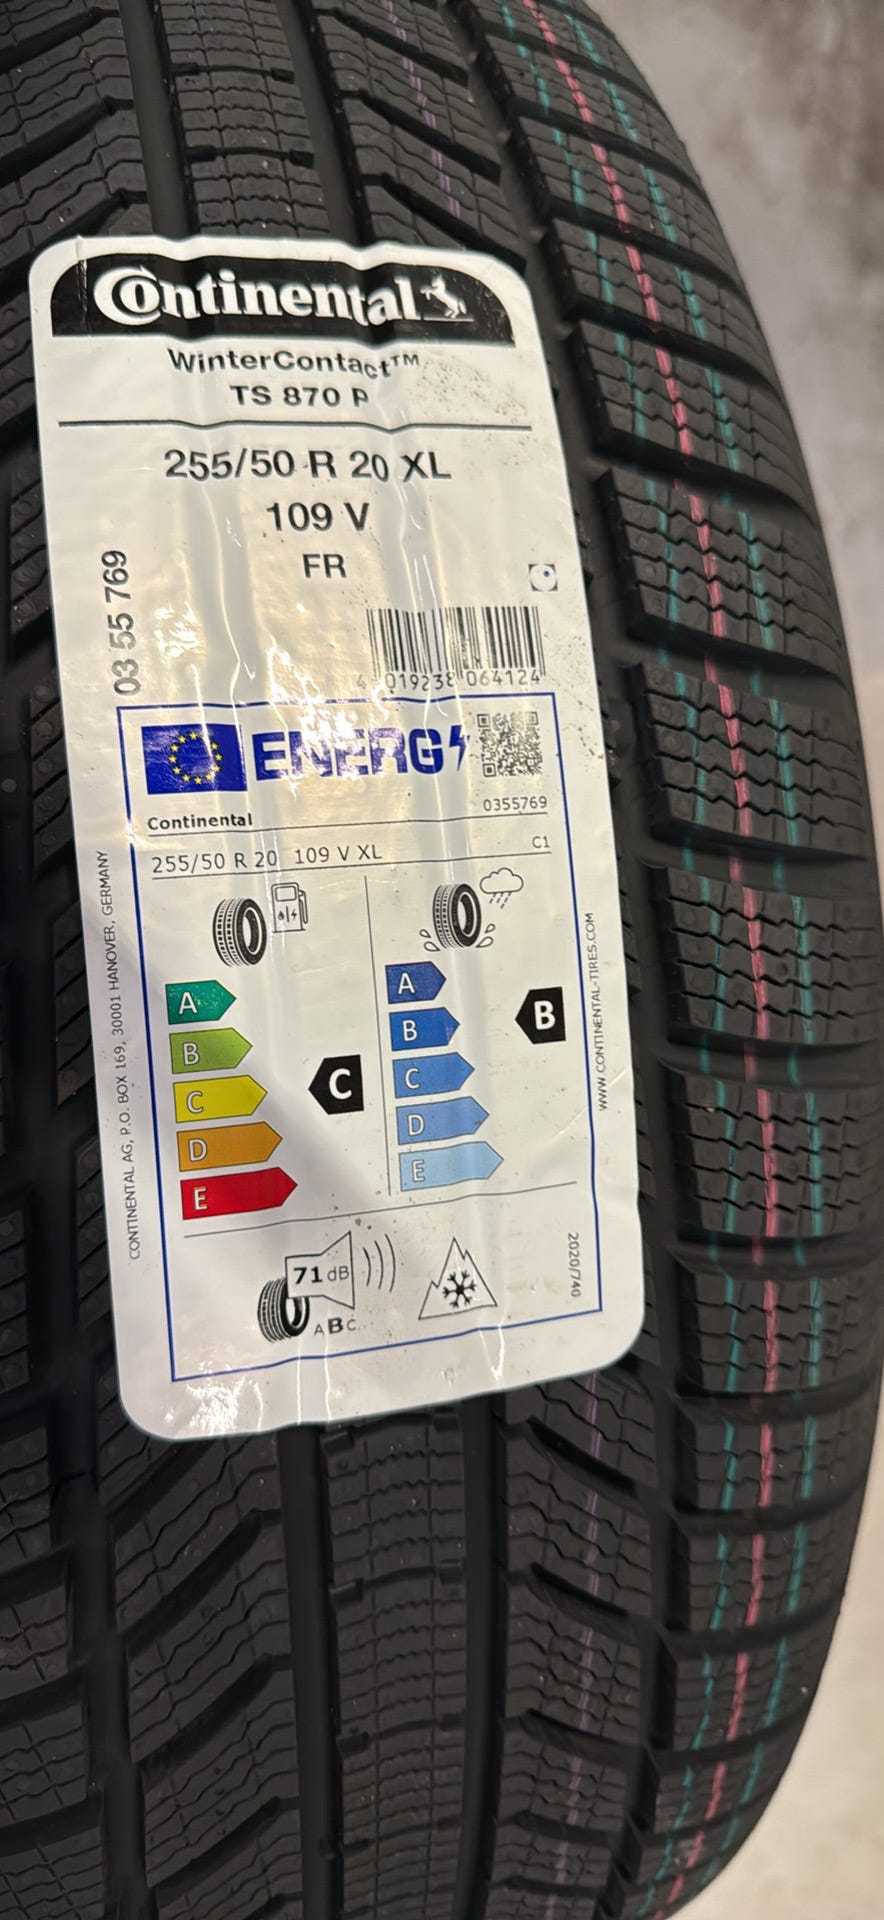 Continental
WinterContact™
TS 870 P
255/50 R 20 XL
109 V
FR
03 55 769
4 019238 064124
ENERG
Continental
0355769
255/50 R 20 109 V XL
C1
A
B
C
D
E
C
A
B
C
D
E
B
71 dB
ABC
2020/740
CONTINENTAL AG, P.O. BOX 169, 30001 HANOVER, GERMANY
WWW.CONTINENTAL-TIRES.COM